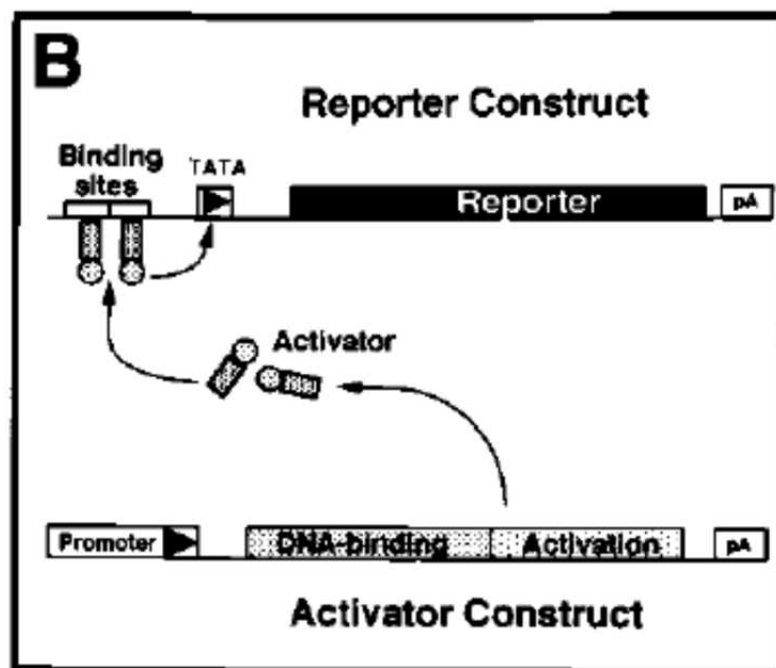 B
Reporter Construct
Binding
sites
TATA
Reporter
pA
Activator
Promoter
DNA-binding
Activation
pA
Activator Construct